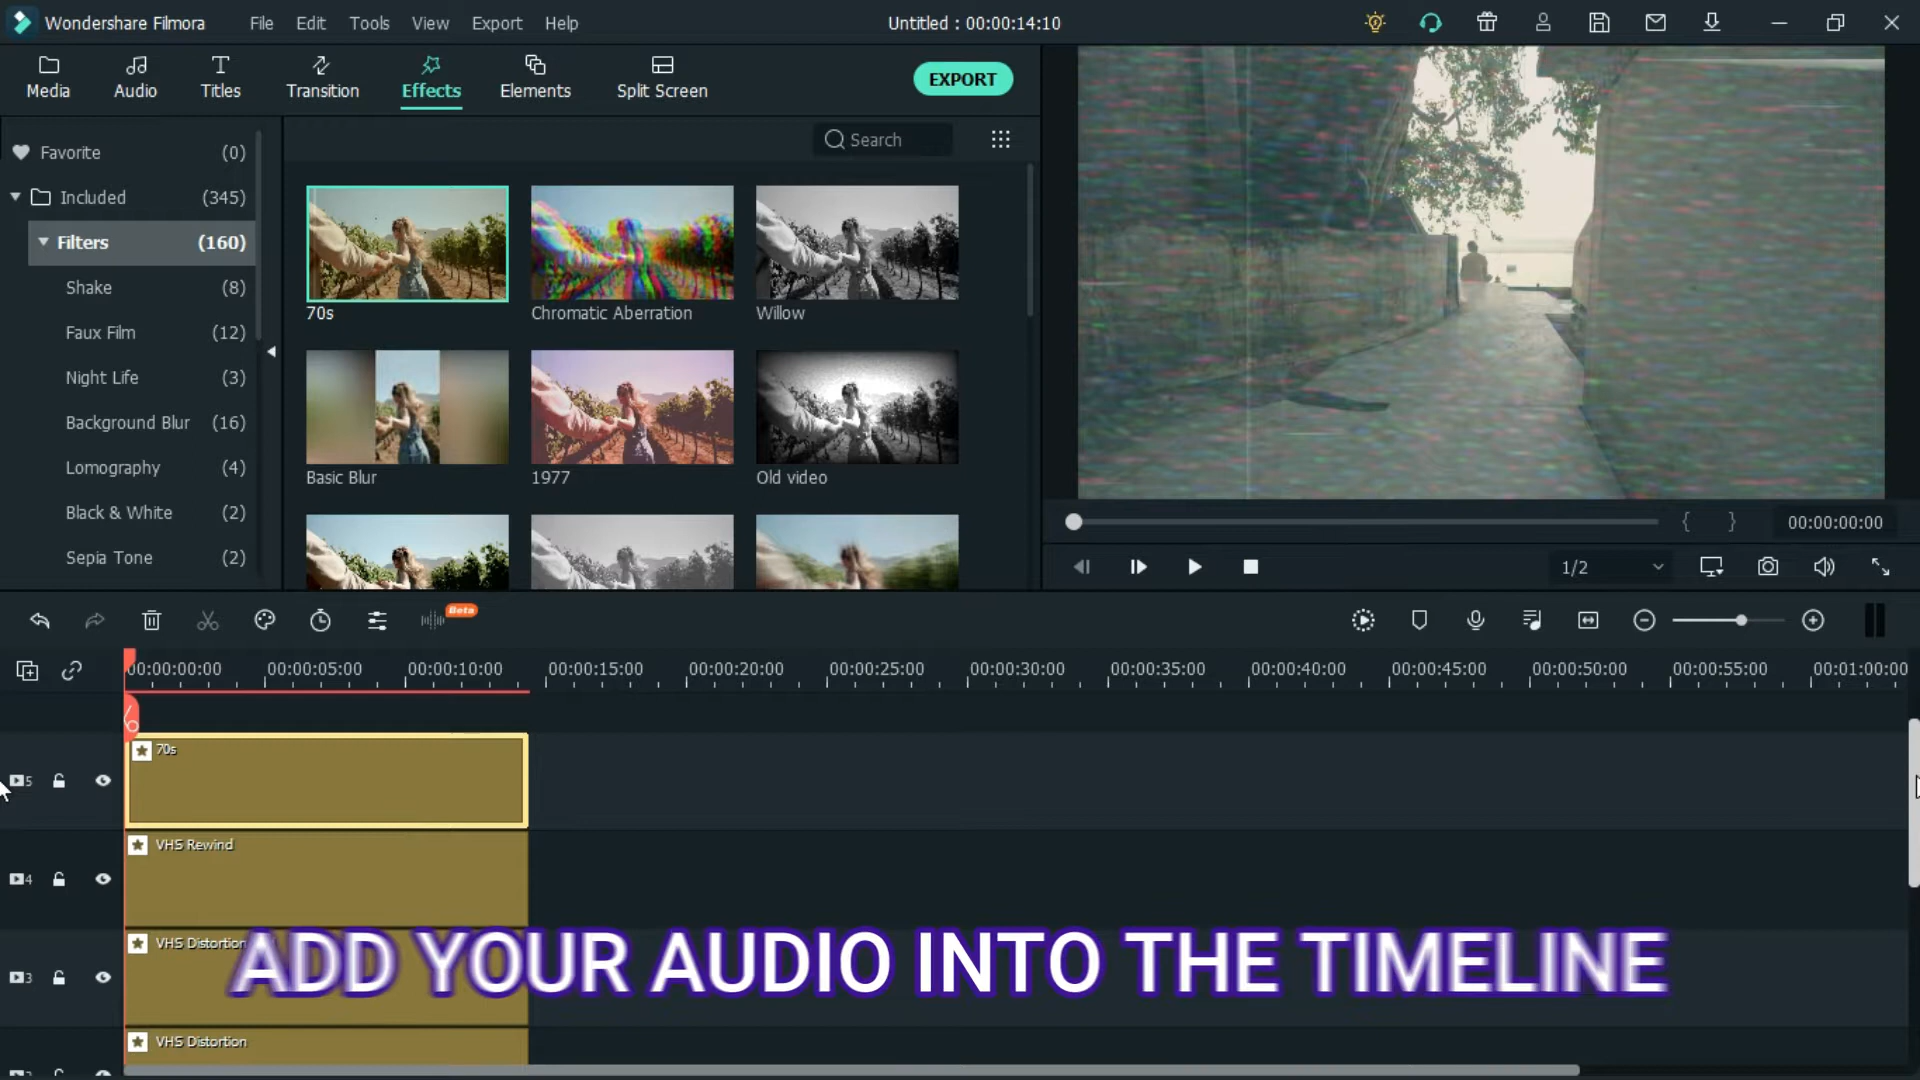 Wondershare Filmora File Edit Tools View Export Help Untitled : 00:00:14:10
Media Audio Titles Transition Effects Elements Split Screen EXPORT
Search
Favorite (0)
Included (345)
Filters (160)
Shake (8)
Faux Film (12)
Night Life (3)
Background Blur (16)
Lomography (4)
Black & White (2)
Sepia Tone (2)
70s Chromatic Aberration Willow
Basic Blur 1977 Old video
{ } 00:00:00:00
1/2
Beta
00:00:00:00 00:00:05:00 00:00:10:00 00:00:15:00 00:00:20:00 00:00:25:00 00:00:30:00 00:00:35:00 00:00:40:00 00:00:45:00 00:00:50:00 00:00:55:00 00:01:00:00
70s
5
VHS Rewind
4
VHS Distortion
ADD YOUR AUDIO INTO THE TIMELINE
3
VHS Distortion